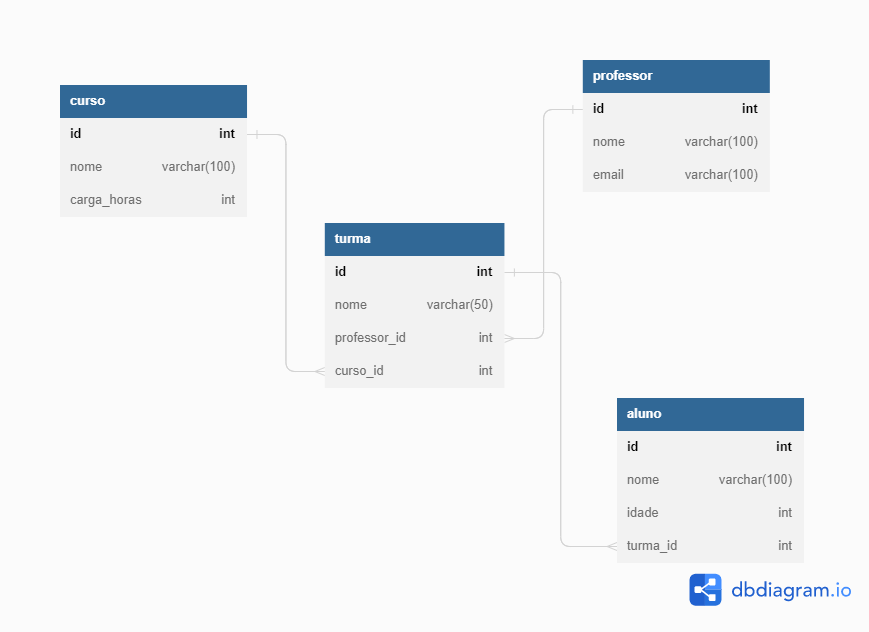 curso
id int
nome varchar(100)
carga_horas int
professor
id int
nome varchar(100)
email varchar(100)
turma
id int
nome varchar(50)
professor_id int
curso_id int
aluno
id int
nome varchar(100)
idade int
turma_id int
dbdiagram.io